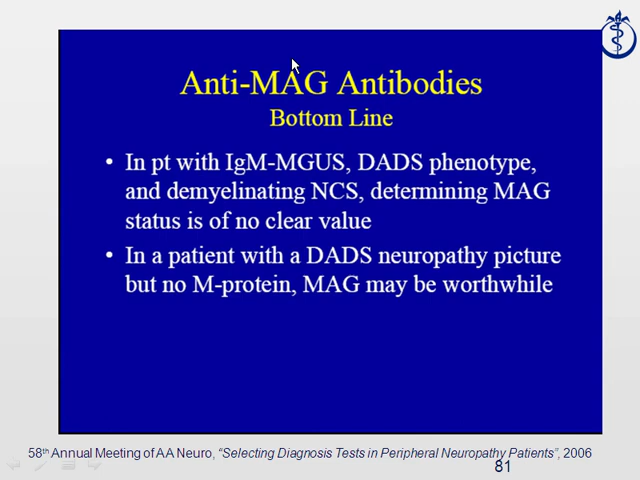 Anti-MAG Antibodies
Bottom Line
• In pt with IgM-MGUS, DADS phenotype,
and demyelinating NCS, determining MAG
status is of no clear value
• In a patient with a DADS neuropathy picture
but no M-protein, MAG may be worthwhile
58th Annual Meeting of AA Neuro, “Selecting Diagnosis Tests in Peripheral Neuropathy Patients”, 2006
81